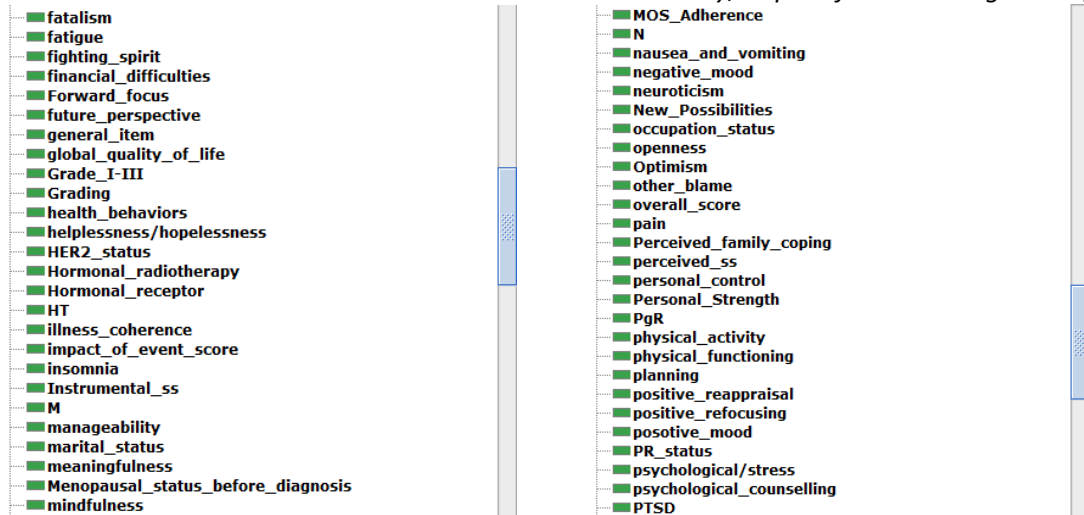 fatalism
fatigue
fighting_spirit
financial_difficulties
Forward_focus
future_perspective
general_item
global_quality_of_life
Grade_I-III
Grading
health_behaviors
helplessness/hopelessness
HER2_status
Hormonal_radiotherapy
Hormonal_receptor
HT
illness_coherence
impact_of_event_score
insomnia
Instrumental_ss
M
manageability
marital_status
meaningfulness
Menopausal_status_before_diagnosis
mindfulness
MOS_Adherence
N
nausea_and_vomiting
negative_mood
neuroticism
New_Possibilities
occupation_status
openness
Optimism
other_blame
overall_score
pain
Perceived_family_coping
perceived_ss
personal_control
Personal_Strength
PgR
physical_activity
physical_functioning
planning
positive_reappraisal
positive_refocusing
posotive_mood
PR_status
psychological/stress
psychological_counselling
PTSD